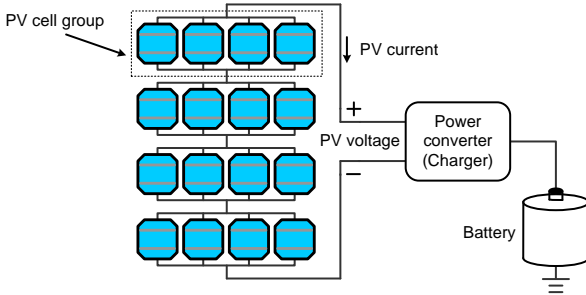 PV cell group
PV current
+
PV voltage
−
Power
converter
(Charger)
Battery